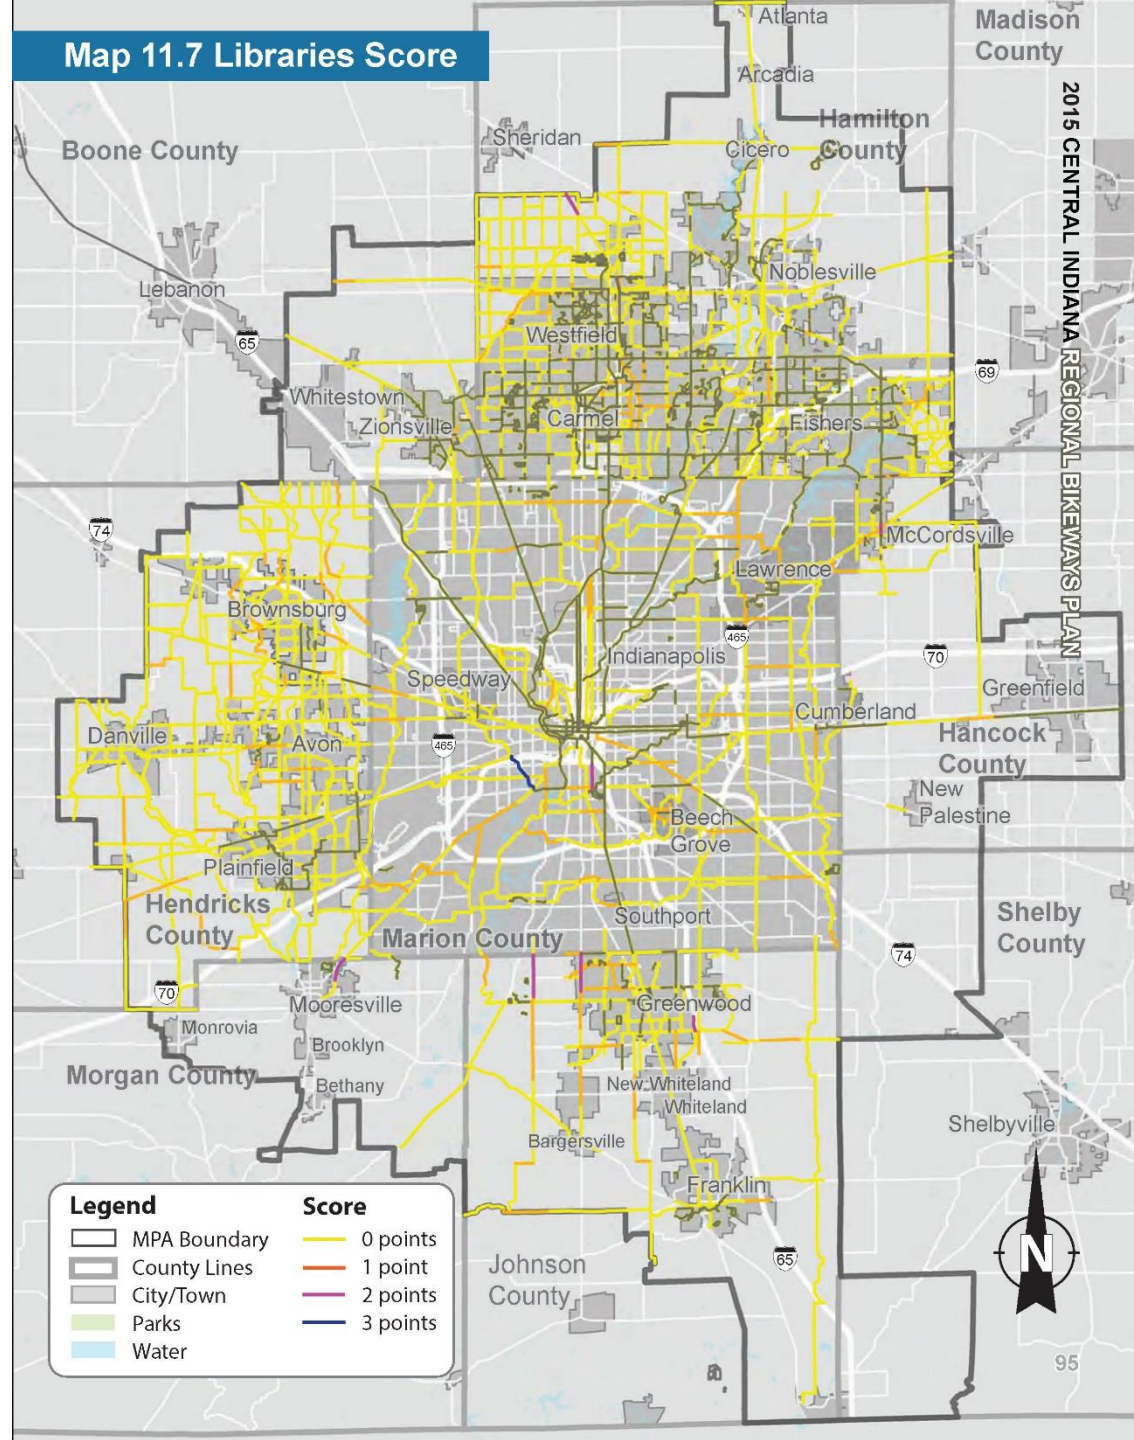 Map 11.7 Libraries Score
Atlanta
Madison
County
Arcadia
2015 CENTRAL INDIANA REGIONAL BIKEWAYS PLAN
Hamilton
County
Sheridan
Cicero
Boone County
Noblesville
Lebanon
Westfield
65
69
Whitestown
Zionsville
Carmel
Fishers
74
McCordsville
Lawrence
Brownsburg
465
Indianapolis
70
Speedway
Greenfield
Cumberland
Danville
Avon
465
Hancock
County
New
Palestine
Beech
Grove
Plainfield
Hendricks
County
Southport
Shelby
County
Marion County
74
70
Mooresville
Greenwood
Monrovia
Brooklyn
Morgan County
Bethany
New Whiteland
Whiteland
Shelbyville
Bargersville
Franklin
Legend
MPA Boundary
County Lines
City/Town
Parks
Water
Score
0 points
1 point
2 points
3 points
Johnson
County
65
N
95